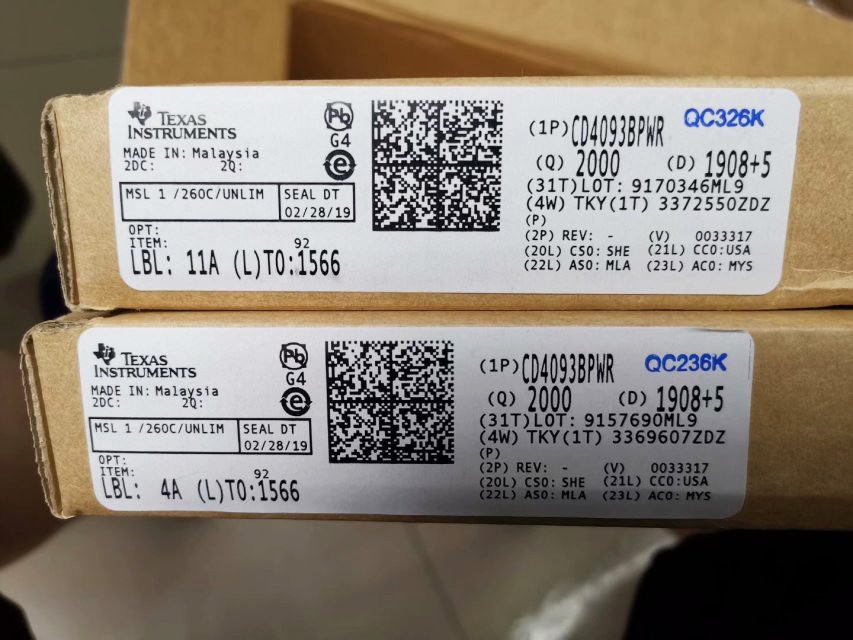 TEXAS
INSTRUMENTS
MADE IN: Malaysia
2DC: 2Q:
MSL 1 /260C/UNLIM
SEAL DT
02/28/19
OPT:
ITEM:
92
LBL: 11A (L)TO:1566
Pb
G4
e
(1P)CD4093BPWR
QC326K
(Q) 2000 (D) 1908+5
(31T)LOT: 9170346ML9
(4W) TKY(1T) 3372550ZDZ
(P)
(2P) REV: - (V) 0033317
(20L) CSO: SHE (21L) CCO:USA
(22L) ASO: MLA (23L) ACO: MYS
TEXAS
INSTRUMENTS
MADE IN: Malaysia
2DC: 2Q:
MSL 1 /260C/UNLIM
SEAL DT
02/28/19
OPT:
ITEM:
92
LBL: 4A (L)TO:1566
Pb
G4
e
(1P)CD4093BPWR
QC236K
(Q) 2000 (D) 1908+5
(31T)LOT: 9157690ML9
(4W) TKY(1T) 3369607ZDZ
(P)
(2P) REV: - (V) 0033317
(20L) CSO: SHE (21L) CCO:USA
(22L) ASO: MLA (23L) ACO: MYS